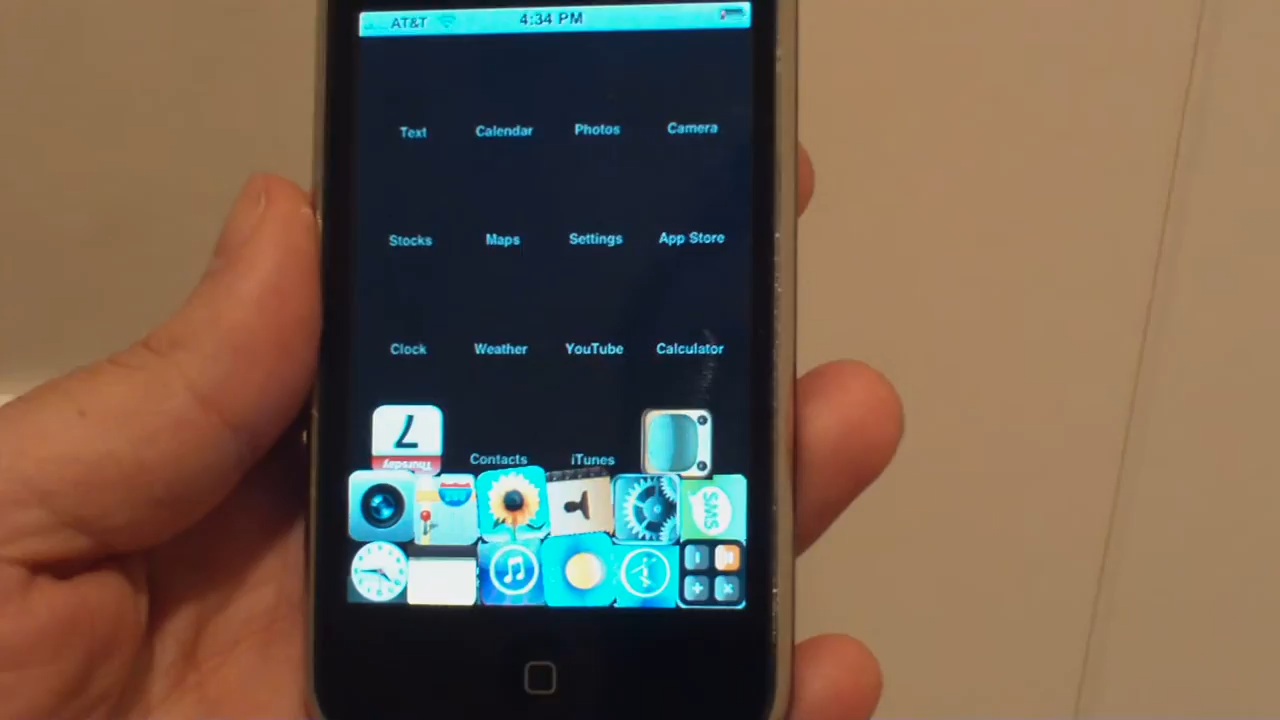 AT&T 4:34 PM
Text Calendar Photos Camera
Stocks Maps Settings App Store
Clock Weather YouTube Calculator
7
Thursday
Contacts iTunes
SMS